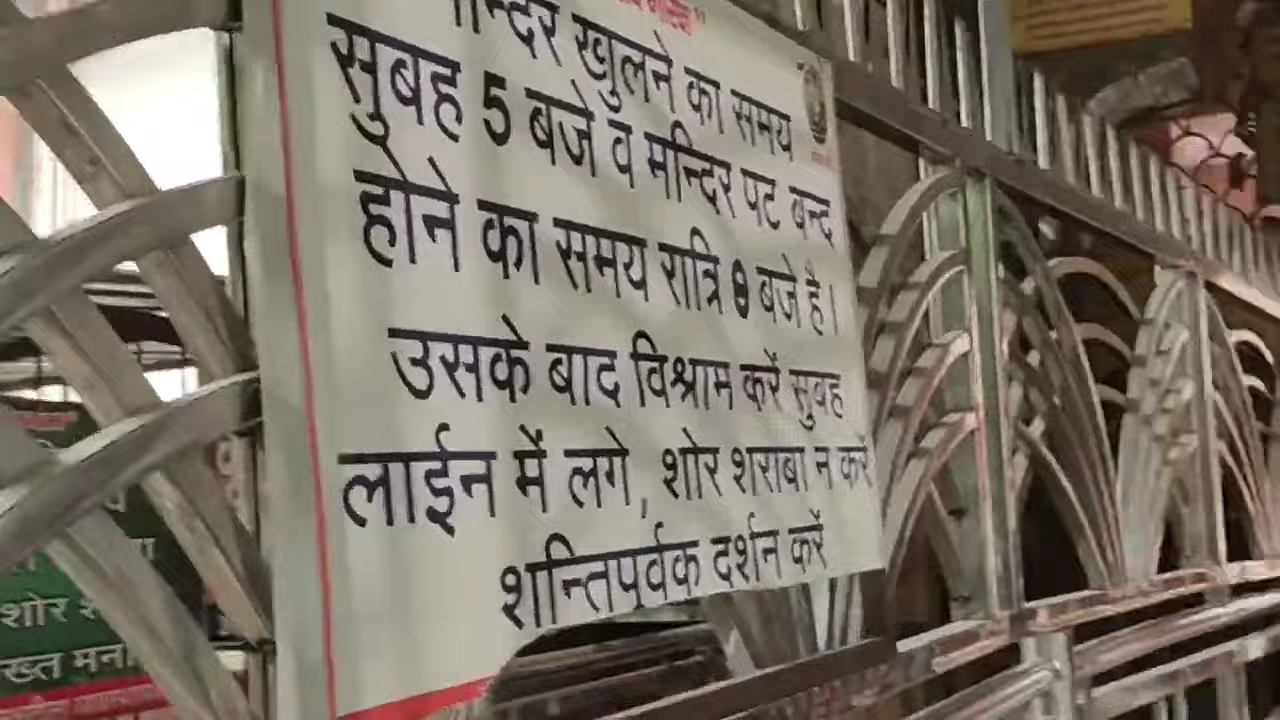 मन्दिर खुलने का समय
सुबह 5 बजे व मन्दिर पट बन्द
होने का समय रात्रि 9 बजे है।
उसके बाद विश्राम करें सुबह
लाईन में लगे, शोर शराबा न करें
शन्तिपूर्वक दर्शन करें
शोर
ख्त मना